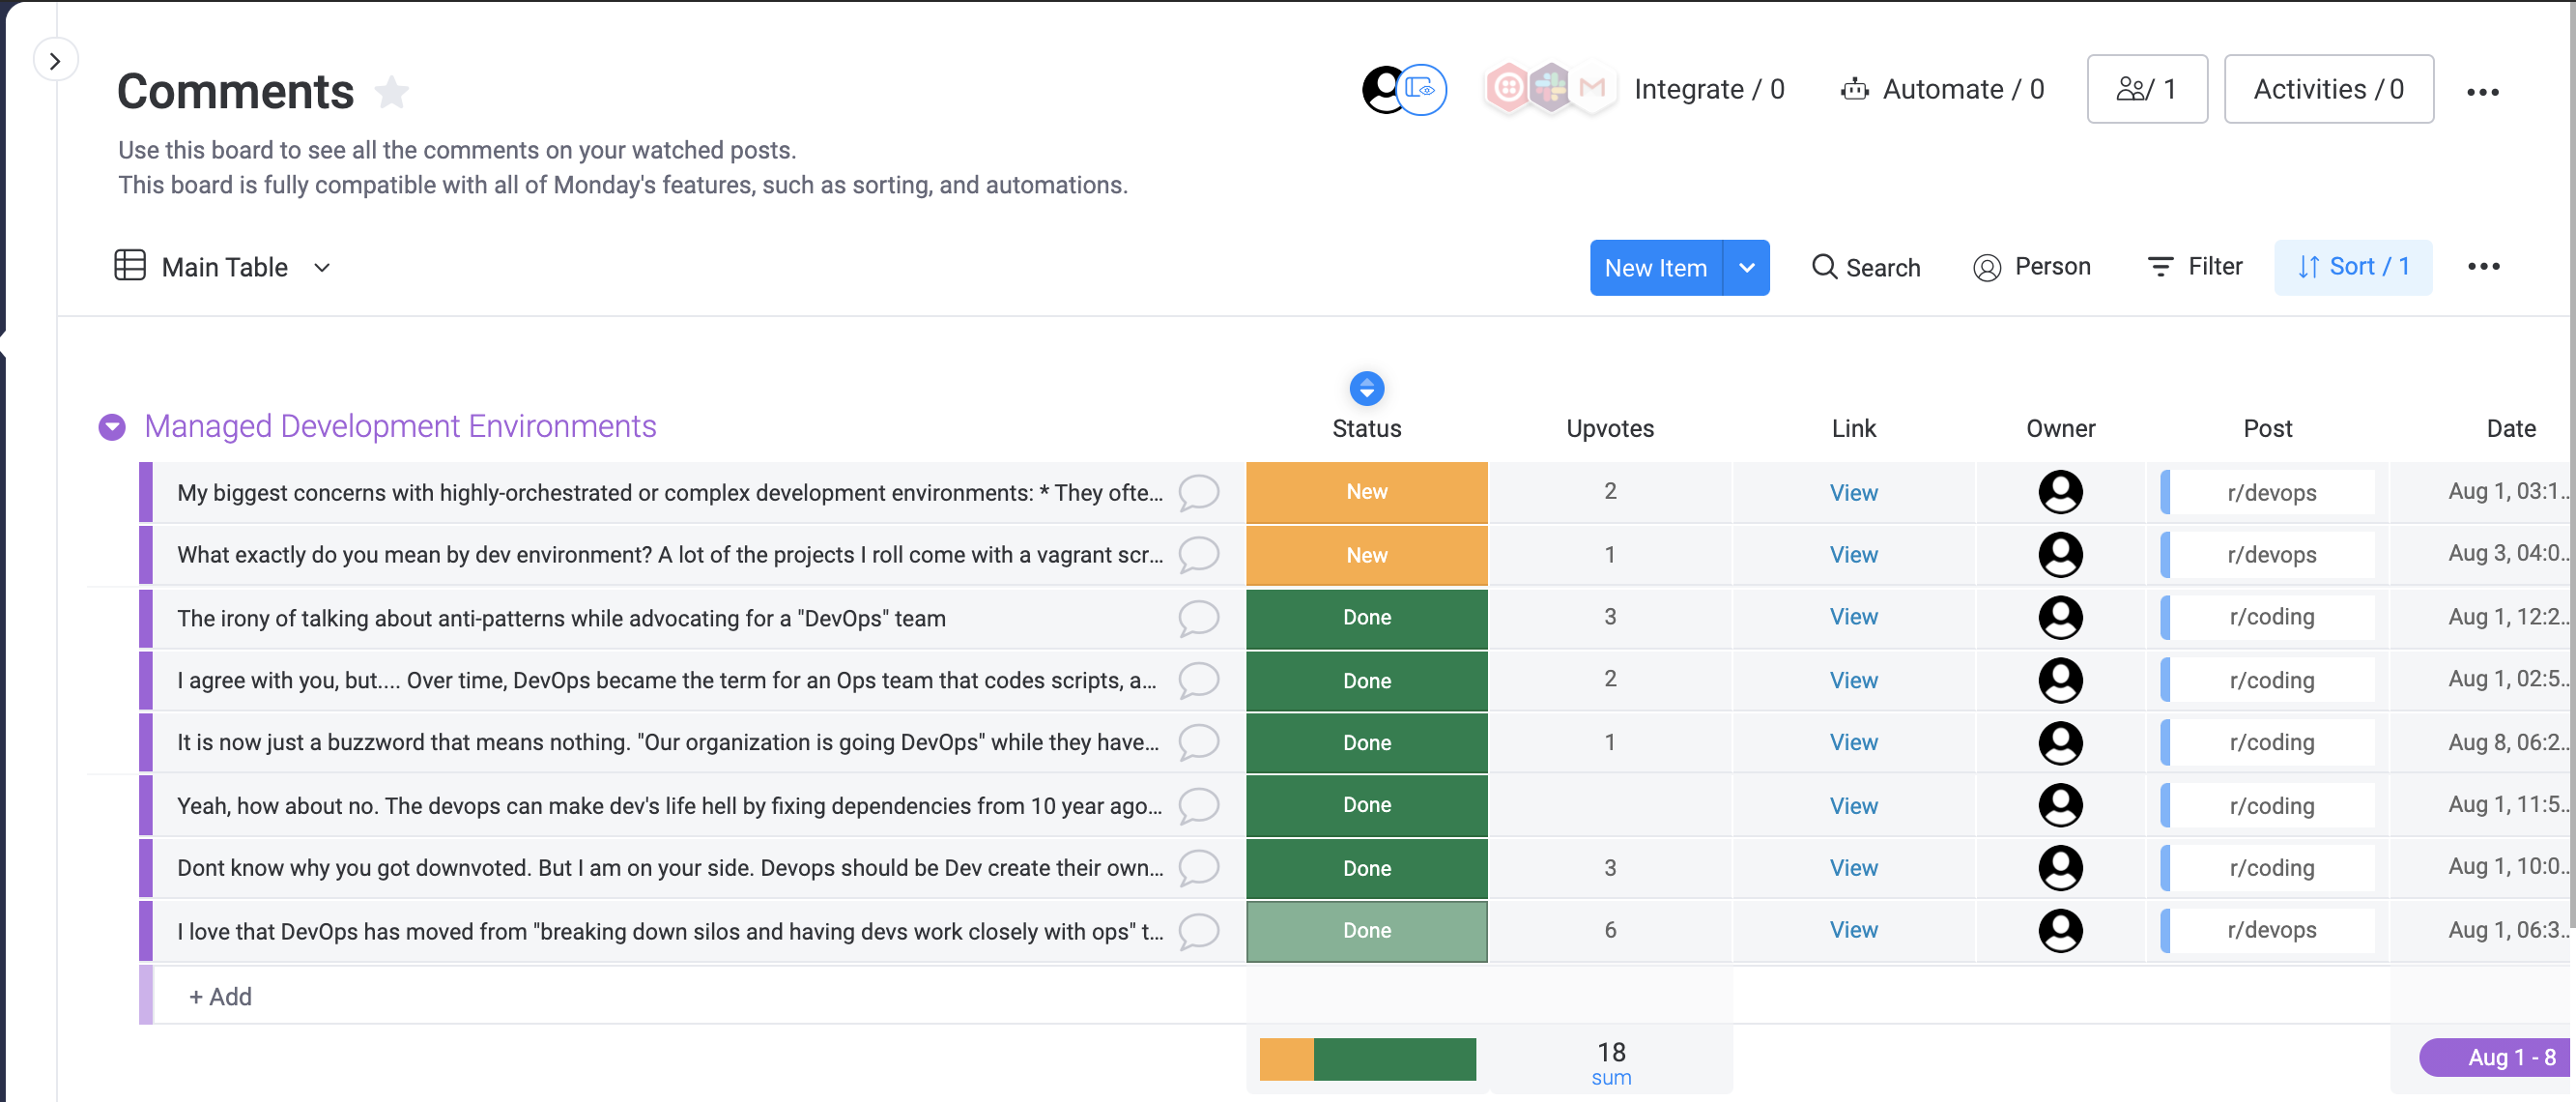 Comments
Integrate / 0
Automate / 0
/ 1
Activities / 0
Use this board to see all the comments on your watched posts.
This board is fully compatible with all of Monday's features, such as sorting, and automations.
Main Table
New Item
Search
Person
Filter
Sort / 1
Managed Development Environments
Status
Upvotes
Link
Owner
Post
Date
My biggest concerns with highly-orchestrated or complex development environments: * They ofte... New 2 View r/devops Aug 1, 03:1...
What exactly do you mean by dev environment? A lot of the projects I roll come with a vagrant scr... New 1 View r/devops Aug 3, 04:0...
The irony of talking about anti-patterns while advocating for a "DevOps" team Done 3 View r/coding Aug 1, 12:2...
I agree with you, but.... Over time, DevOps became the term for an Ops team that codes scripts, a... Done 2 View r/coding Aug 1, 02:5...
It is now just a buzzword that means nothing. "Our organization is going DevOps" while they have... Done 1 View r/coding Aug 8, 06:2...
Yeah, how about no. The devops can make dev's life hell by fixing dependencies from 10 year ago... Done View r/coding Aug 1, 11:5...
Dont know why you got downvoted. But I am on your side. Devops should be Dev create their own... Done 3 View r/coding Aug 1, 10:0...
I love that DevOps has moved from "breaking down silos and having devs work closely with ops" t... Done 6 View r/devops Aug 1, 06:3...
+ Add
18
sum
Aug 1 - 8